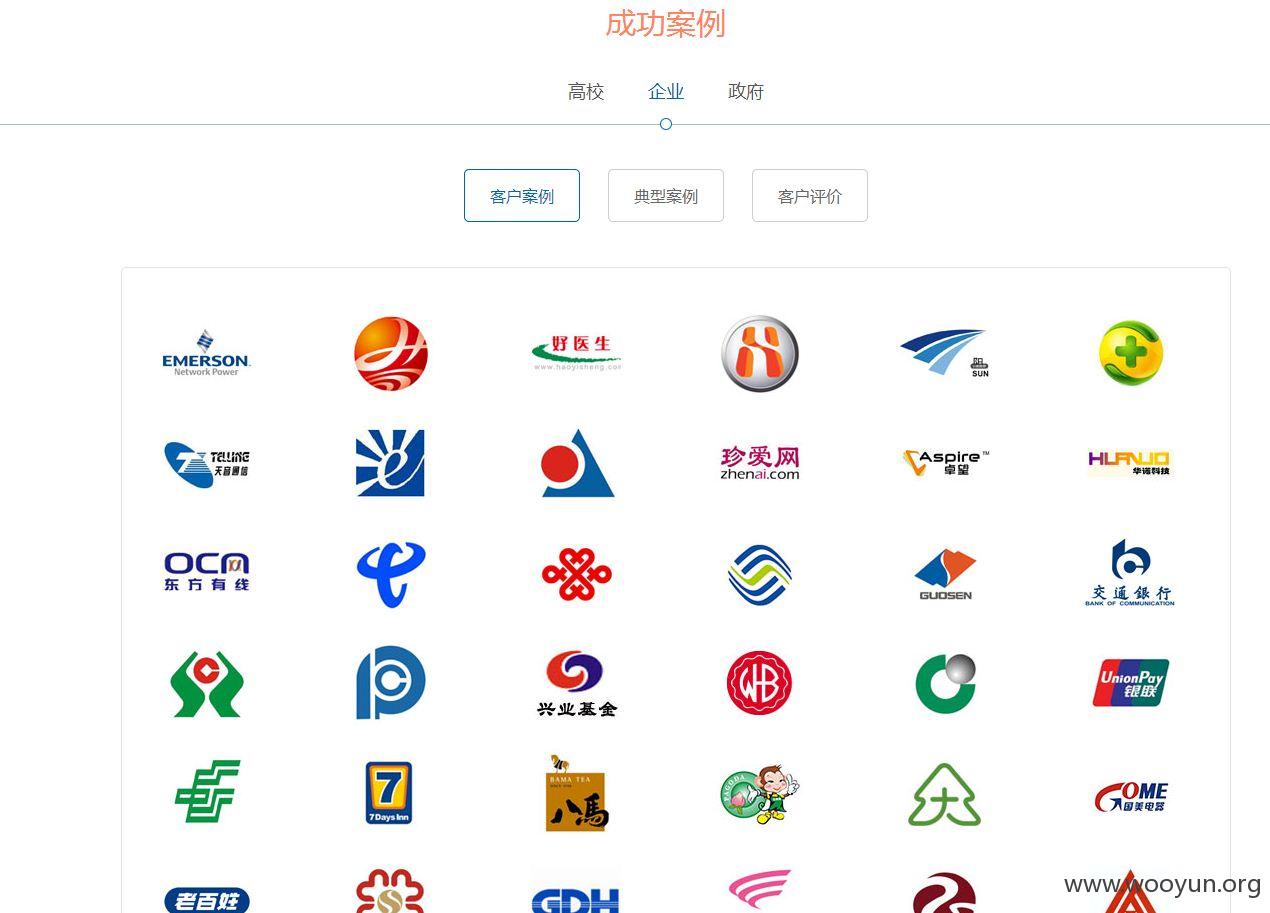 成功案例
高校 企业 政府
客户案例 典型案例 客户评价
EMERSON
Network Power
好医生
www.haoyisheng.com
SUN
TELLING
天音通信
珍爱网
zhenai.com
Aspire™
卓望
HUANUO
华诺科技
OCN
东方有线
GUOSEN
交通銀行
BANK OF COMMUNICATION
兴业基金
WB
UnionPay
银联
7
7 Days Inn
BAMA TEA
八馬
PAGODA
GOME
国美电器
老百姓
GDH
www.wooyun.org